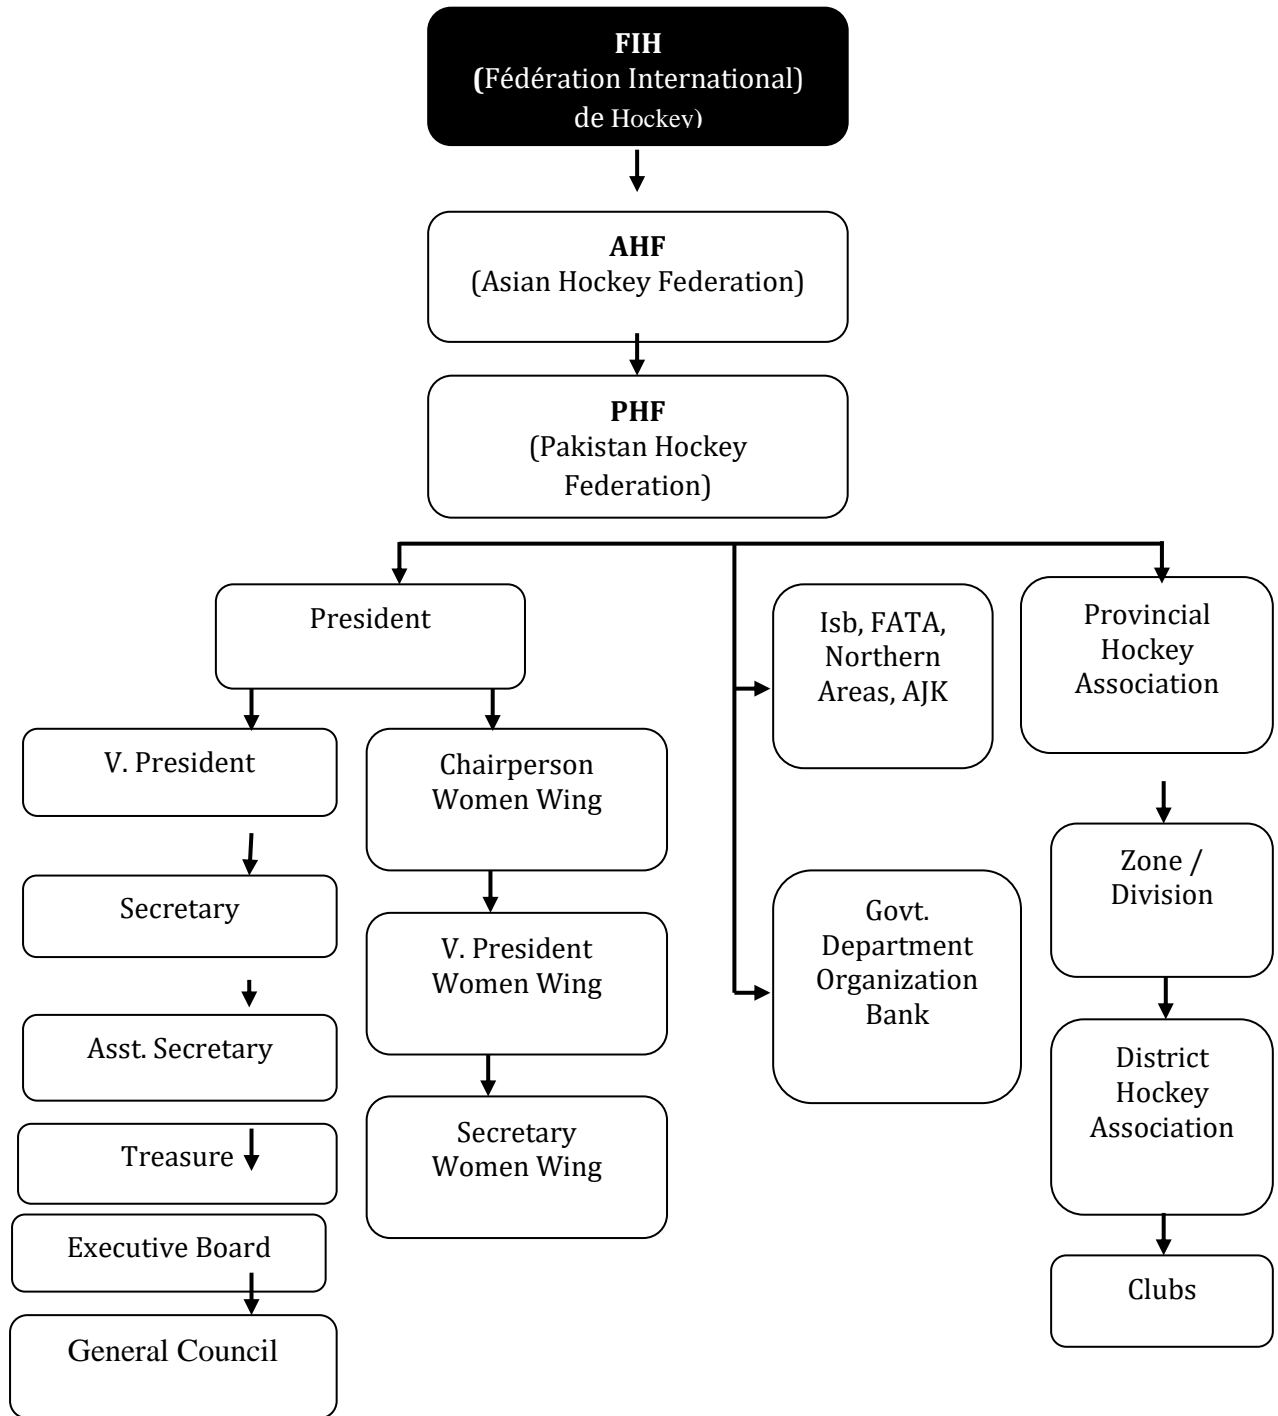 FIH
(Fédération International)
de Hockey)
AHF
(Asian Hockey Federation)
PHF
(Pakistan Hockey
Federation)
President
V. President
Secretary
Asst. Secretary
Treasure
Executive Board
General Council
Chairperson
Women Wing
V. President
Women Wing
Secretary
Women Wing
Isb, FATA,
Northern
Areas, AJK
Govt.
Department
Organization
Bank
Provincial
Hockey
Association
Zone /
Division
District
Hockey
Association
Clubs